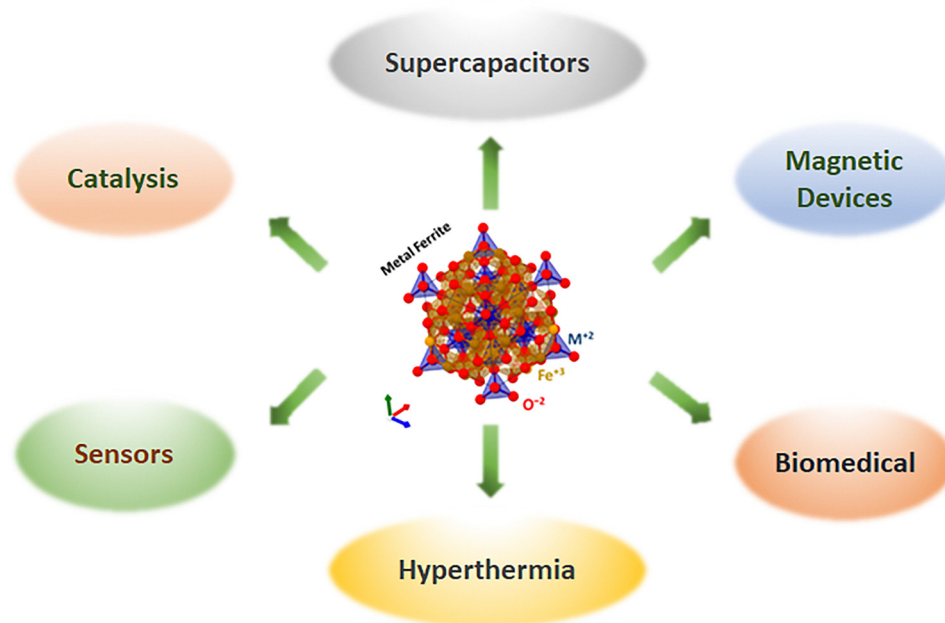 Supercapacitors
Catalysis
Magnetic
Devices
Metal Ferrite
M⁺²
Fe⁺³
O⁻²
Sensors
Biomedical
Hyperthermia